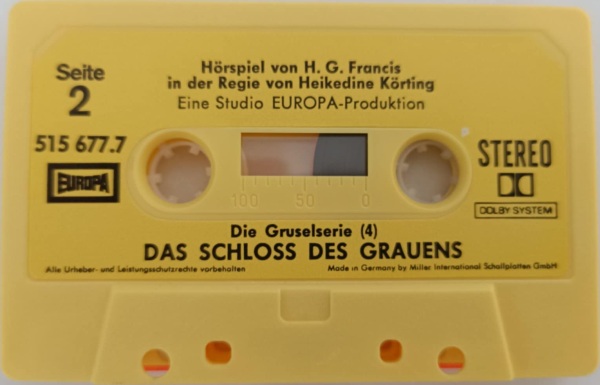 Seite
2
Hörspiel von H. G. Francis
in der Regie von Heikedine Körting
Eine Studio EUROPA-Produktion
515 677.7
EUROPA
STEREO
DOLBY SYSTEM
P
100 50 0
Die Gruselserie (4)
DAS SCHLOSS DES GRAUENS
Alle Urheber- und Leistungsschutzrechte vorbehalten
Made in Germany by Miller International Schallplatten GmbH